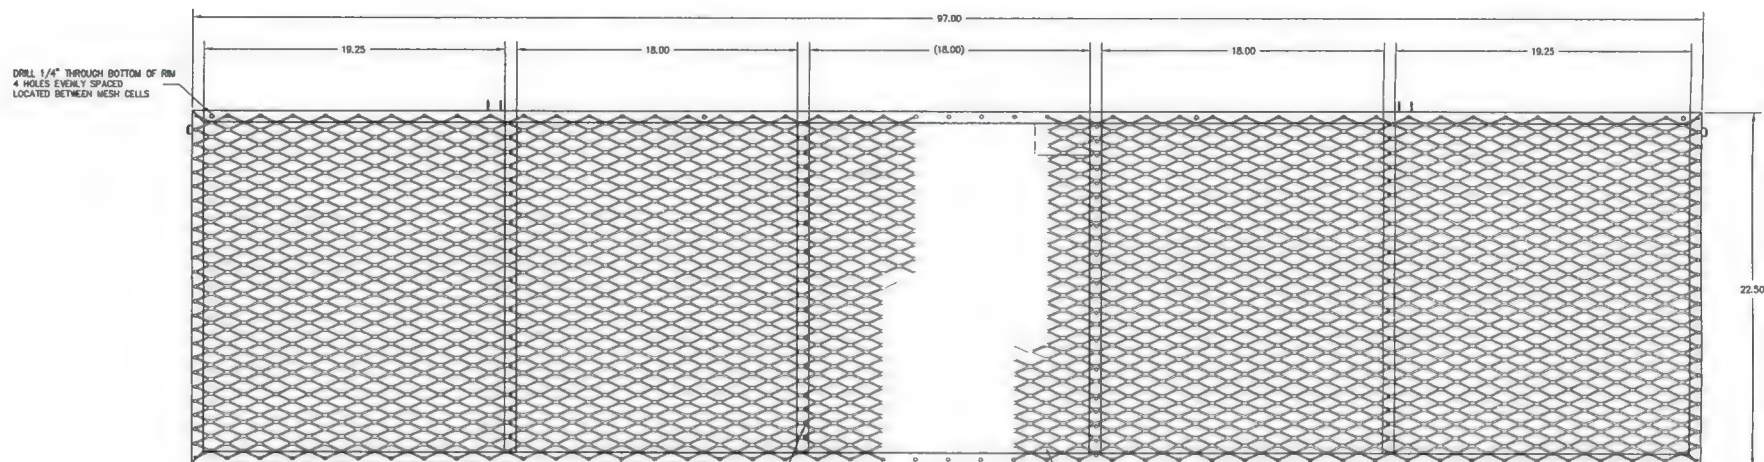 97.00
19.25
18.00
(18.00)
18.00
19.25
DRILL 1/4" THROUGH BOTTOM OF RIM
4 HOLES EVENLY SPACED
LOCATED BETWEEN MESH CELLS
22.50